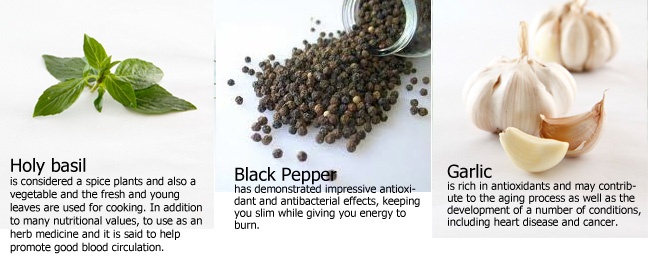 Holy basil
is considered a spice plants and also a
vegetable and the fresh and young
leaves are used for cooking. In addition
to many nutritional values, to use as an
herb medicine and it is said to help
promote good blood circulation.
Black Pepper
has demonstrated impressive antioxi-
dant and antibacterial effects, keeping
you slim while giving you energy to
burn.
Garlic
is rich in antioxidants and may contrib-
ute to the aging process as well as the
development of a number of conditions,
including heart disease and cancer.